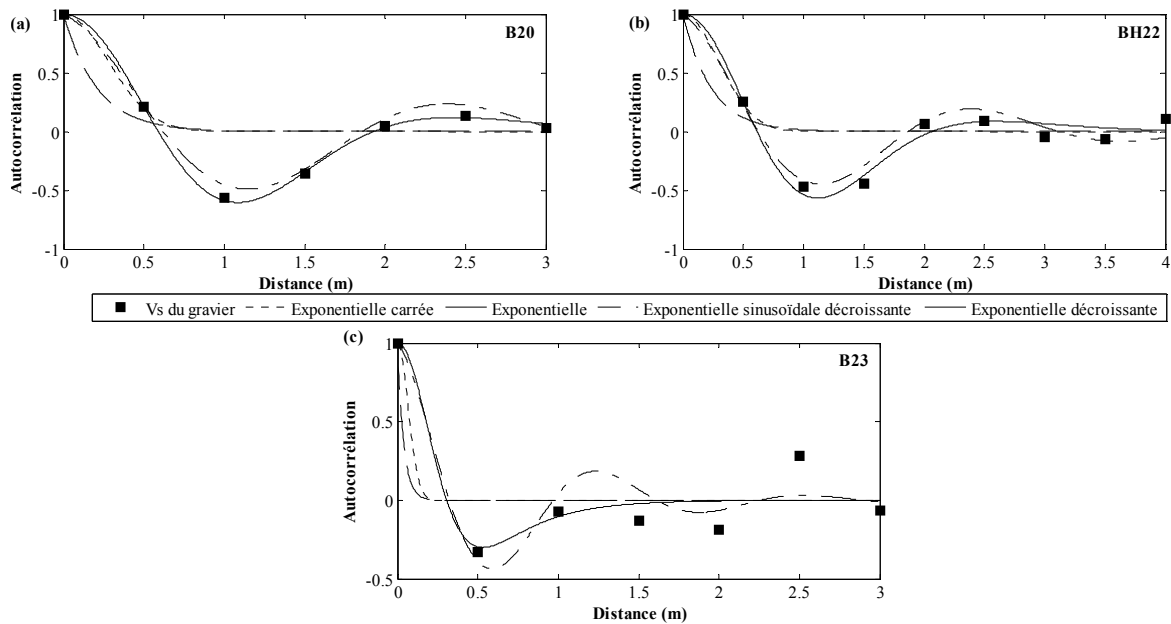 (a)
B20
1
0.5
0
-0.5
-1
Autocorrélation
0 0.5 1 1.5 2 2.5 3
Distance (m)
(b)
BH22
1
0.5
0
-0.5
-1
Autocorrélation
0 0.5 1 1.5 2 2.5 3 3.5 4
Distance (m)
Vs du gravier Exponentielle carrée Exponentielle Exponentielle sinusoïdale décroissante Exponentielle décroissante
(c)
B23
1
0.5
0
-0.5
Autocorrélation
0 0.5 1 1.5 2 2.5 3
Distance (m)